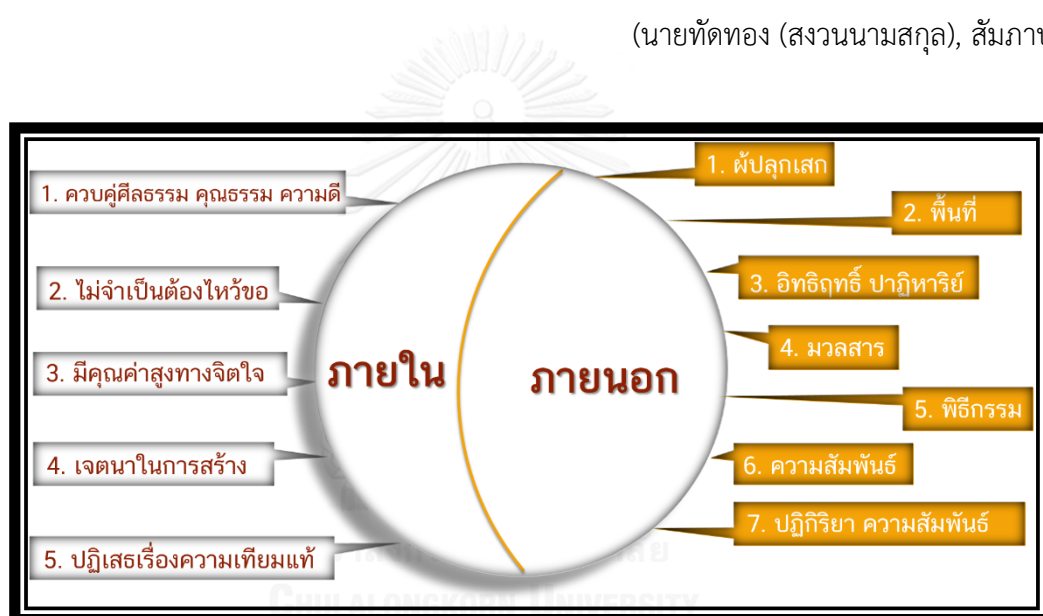 (นายทัดทอง (สงวนนามสกุล), สัมภาษ
1. ควบคู่ศีลธรรม คุณธรรม ความดี
2. ไม่จำเป็นต้องไหว้ขอ
3. มีคุณค่าสูงทางจิตใจ
4. เจตนาในการสร้าง
5. ปฏิเสธเรื่องความเทียมแท้
ภายใน
ภายนอก
1. ผ้ปลุกเสก
2. พื้นที่
3. อิทธิฤทธิ์ ปาฏิหาริย์
4. มวลสาร
5. พิธีกรรม
6. ความสัมพันธ์
7. ปฏิกิริยา ความสัมพันธ์
CHULALONGKORN UNIVERSITY